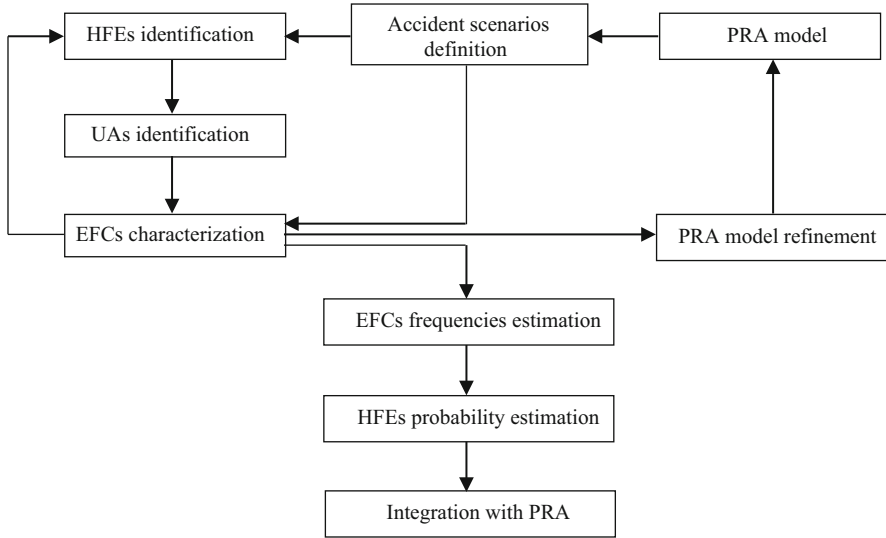 HFEs identification
Accident scenarios
definition
PRA model
UAs identification
EFCs characterization
PRA model refinement
EFCs frequencies estimation
HFEs probability estimation
Integration with PRA